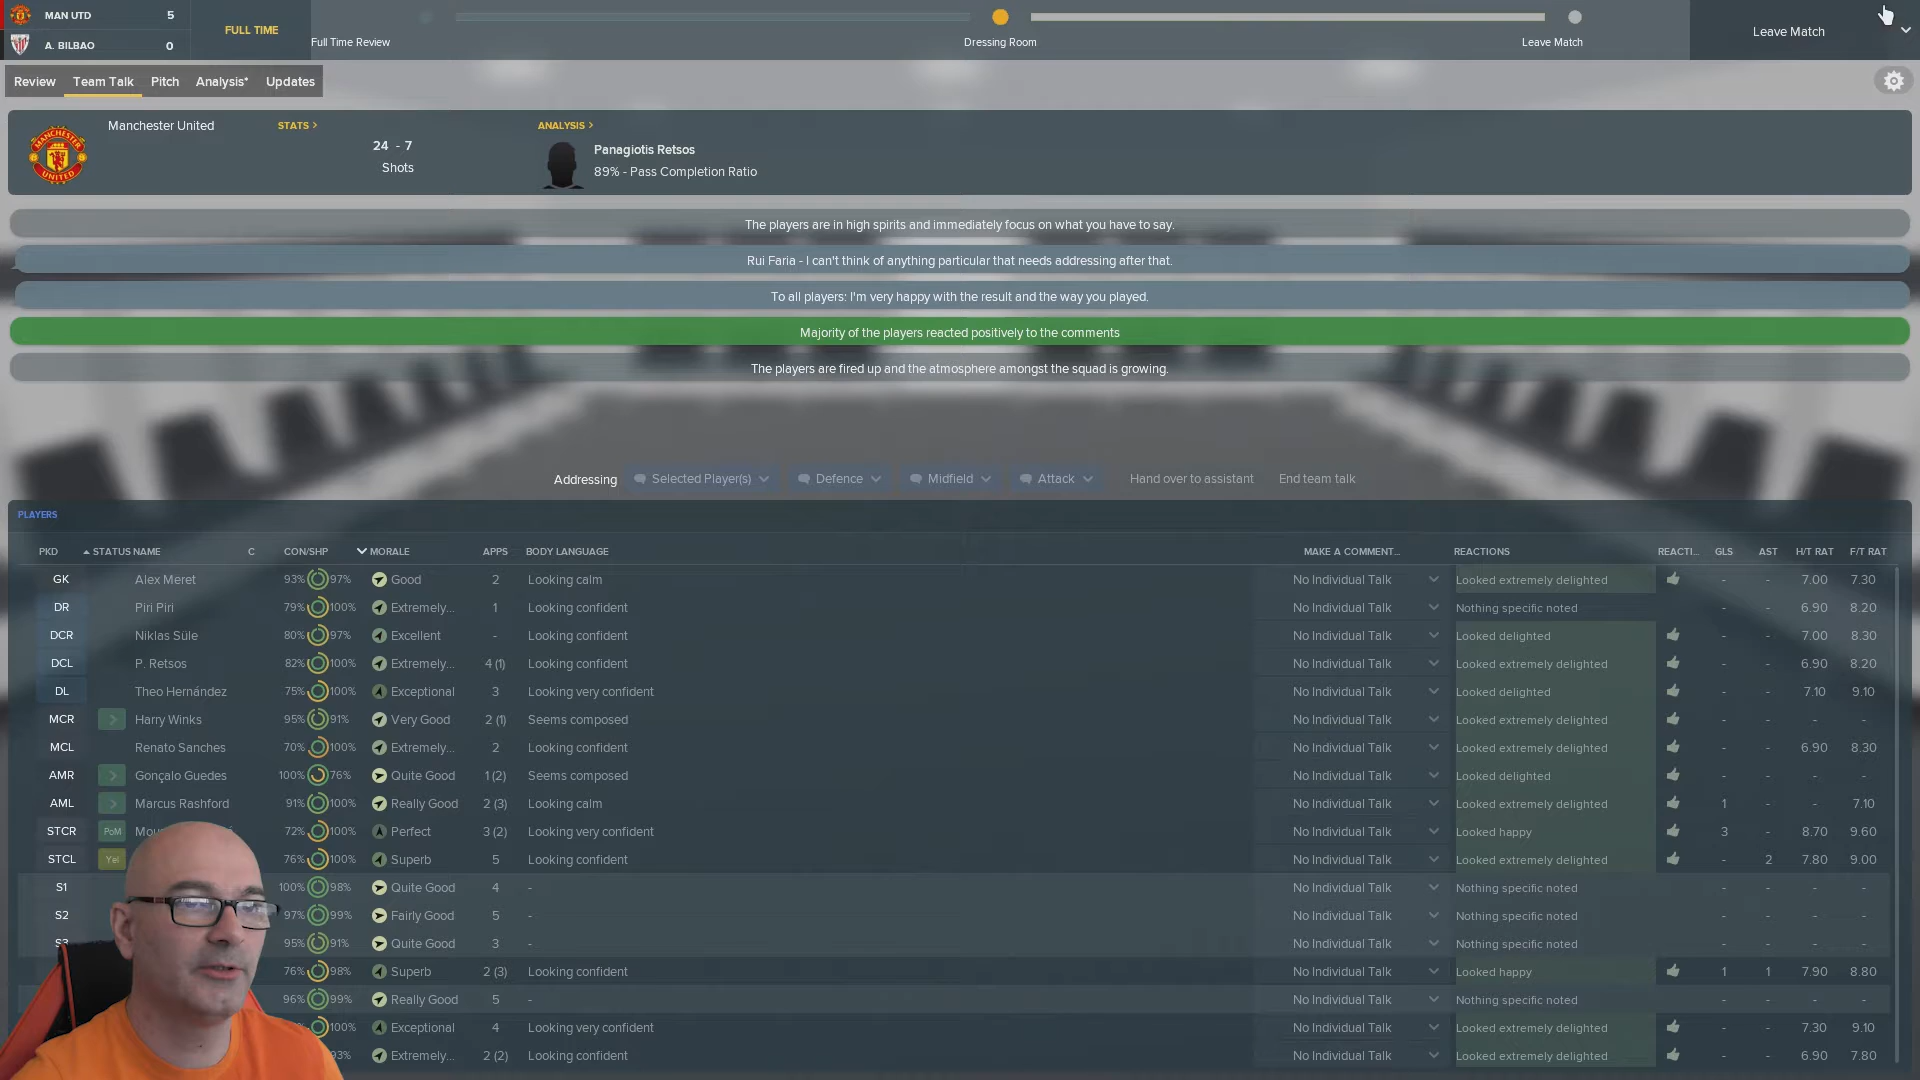 MAN UTD 5
A. BILBAO 0
FULL TIME
Full Time Review
Dressing Room
Leave Match
Leave Match
Review Team Talk Pitch Analysis* Updates
Manchester United
STATS >
24 - 7
Shots
ANALYSIS >
Panagiotis Retsos
89% - Pass Completion Ratio
The players are in high spirits and immediately focus on what you have to say.
Rui Faria - I can't think of anything particular that needs addressing after that.
To all players: I'm very happy with the result and the way you played.
Majority of the players reacted positively to the comments
The players are fired up and the atmosphere amongst the squad is growing.
Addressing Selected Player(s) Defence Midfield Attack Hand over to assistant End team talk
PLAYERS
PKD STATUS NAME C CON/SHP MORALE APPS BODY LANGUAGE MAKE A COMMENT... REACTIONS REACTI... GLS AST H/T RAT F/T RAT
GK Alex Meret 93% 97% Good 2 Looking calm No Individual Talk Looked extremely delighted - - 7.00 7.30
DR Piri Piri 79% 100% Extremely... 1 Looking confident No Individual Talk Nothing specific noted - - 6.90 8.20
DCR Niklas Süle 80% 97% Excellent - Looking confident No Individual Talk Looked delighted - - 7.00 8.30
DCL P. Retsos 82% 100% Extremely... 4 (1) Looking confident No Individual Talk Looked extremely delighted - - 6.90 8.20
DL Theo Hernández 75% 100% Exceptional 3 Looking very confident No Individual Talk Looked delighted - - 7.10 9.10
MCR Harry Winks 95% 91% Very Good 2 (1) Seems composed No Individual Talk Looked extremely delighted - - - -
MCL Renato Sanches 70% 100% Extremely... 2 Looking confident No Individual Talk Looked extremely delighted - - 6.90 8.30
AMR Gonçalo Guedes 100% 76% Quite Good 1 (2) Seems composed No Individual Talk Looked delighted - - - -
AML Marcus Rashford 91% 100% Really Good 2 (3) Looking calm No Individual Talk Looked extremely delighted 1 - - 7.10
STCR PoM 72% 100% Perfect 3 (2) Looking very confident No Individual Talk Looked happy 3 - 8.70 9.60
STCL Yel 76% 100% Superb 5 Looking confident No Individual Talk Looked extremely delighted - 2 7.80 9.00
S1 100% 98% Quite Good 4 - No Individual Talk Nothing specific noted - - - -
S2 97% 99% Fairly Good 5 - No Individual Talk Nothing specific noted - - - -
S3 95% 91% Quite Good 3 - No Individual Talk Nothing specific noted - - - -
76% 98% Superb 2 (3) Looking confident No Individual Talk Looked happy 1 1 7.90 8.80
96% 99% Really Good 5 - No Individual Talk Nothing specific noted - - - -
100% Exceptional 4 Looking very confident No Individual Talk Looked extremely delighted - - 7.30 9.10
93% Extremely... 2 (2) Looking confident No Individual Talk Looked extremely delighted - - 6.90 7.80